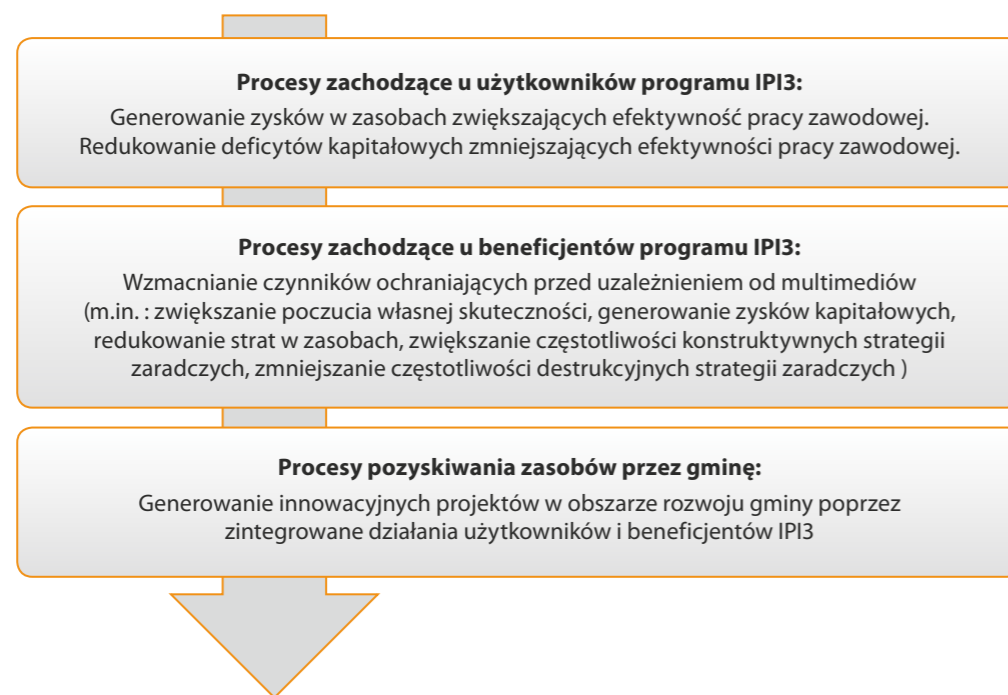 Procesy zachodzące u użytkowników programu IPI3:
Generowanie zysków w zasobach zwiększających efektywność pracy zawodowej.
Redukowanie deficytów kapitałowych zmniejszających efektywności pracy zawodowej.
Procesy zachodzące u beneficjentów programu IPI3:
Wzmacnianie czynników ochraniających przed uzależnieniem od multimediów
(m.in. : zwiększanie poczucia własnej skuteczności, generowanie zysków kapitałowych,
redukowanie strat w zasobach, zwiększanie częstotliwości konstruktywnych strategii
zaradczych, zmniejszanie częstotliwości destrukcyjnych strategii zaradczych )
Procesy pozyskiwania zasobów przez gminę:
Generowanie innowacyjnych projektów w obszarze rozwoju gminy poprzez
zintegrowane działania użytkowników i beneficjentów IPI3